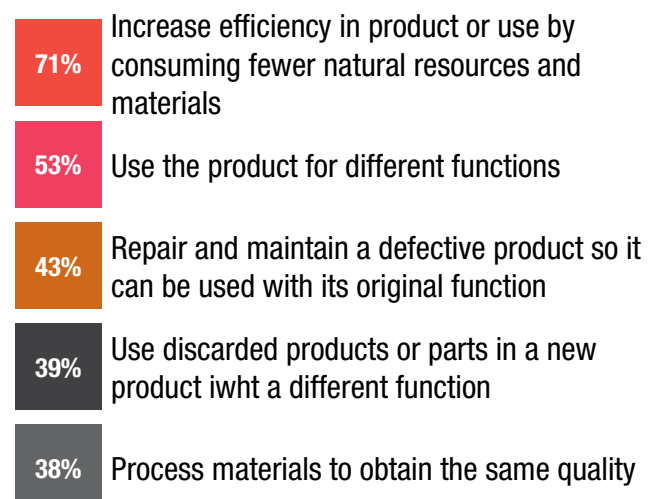 71%
Increase efficiency in product or use by
consuming fewer natural resources and
materials
53%
Use the product for different functions
43%
Repair and maintain a defective product so it
can be used with its original function
39%
Use discarded products or parts in a new
product iwht a different function
38%
Process materials to obtain the same quality